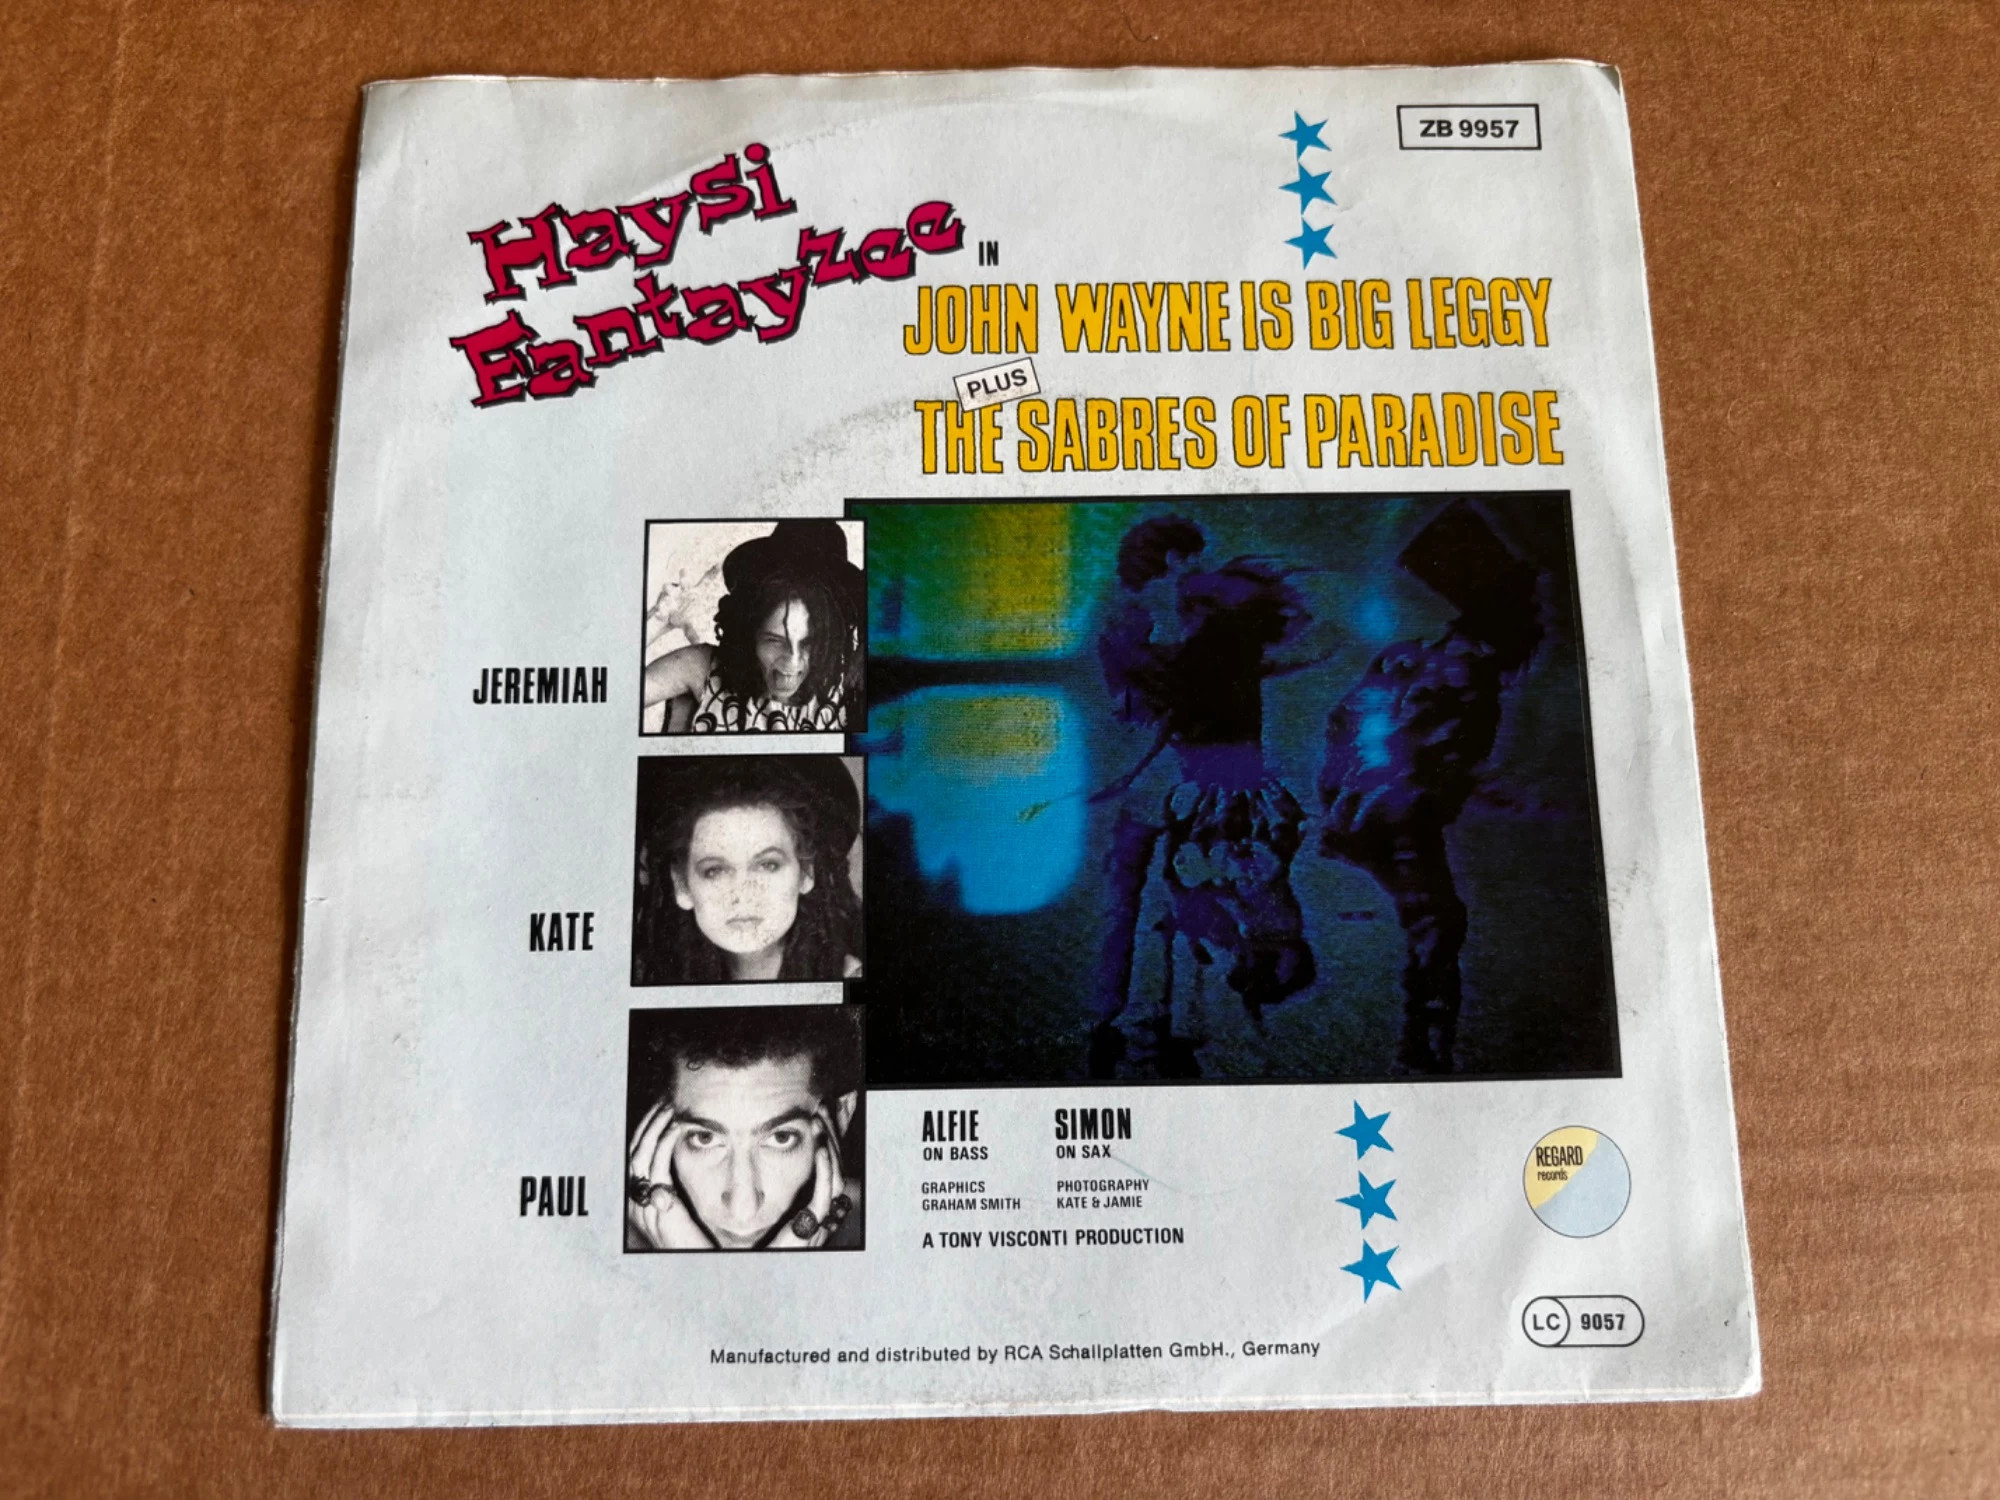 ZB 9957
Haysi
Fantayzee
IN
JOHN WAYNE IS BIG LEGGY
PLUS
THE SABRES OF PARADISE
JEREMIAH
KATE
PAUL
ALFIE
ON BASS
SIMON
ON SAX
GRAPHICS
GRAHAM SMITH
PHOTOGRAPHY
KATE & JAMIE
A TONY VISCONTI PRODUCTION
REGARD
records
LC 9057
Manufactured and distributed by RCA Schallplatten GmbH., Germany